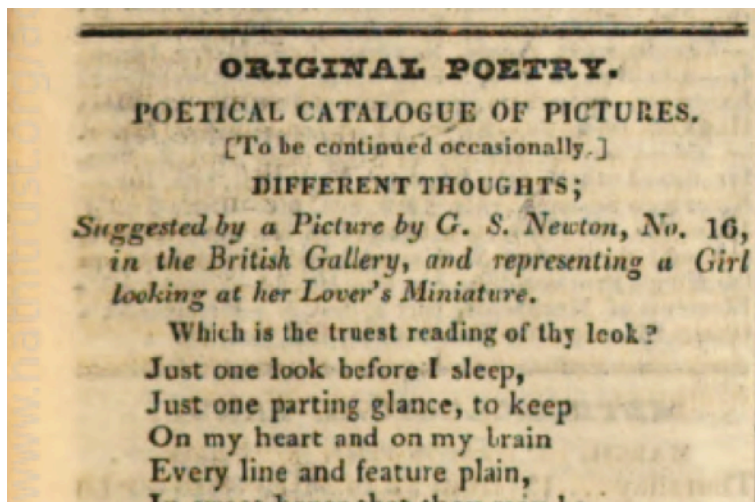 ORIGINAL POETRY.
POETICAL CATALOGUE OF PICTURES.
[To be continued occasionally.]
DIFFERENT THOUGHTS;
Suggested by a Picture by G. S. Newton, No. 16,
in the British Gallery, and representing a Girl
looking at her Lover's Miniature.
Which is the truest reading of thy look?
Just one look before I sleep,
Just one parting glance, to keep
On my heart and on my brain
Every line and feature plain,